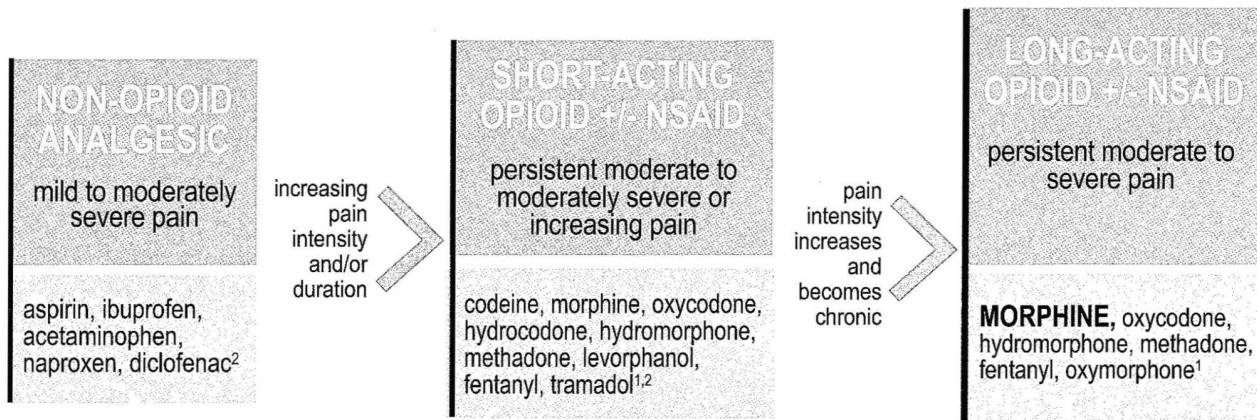 NON-OPIOID
ANALGESIC
mild to moderately
severe pain
aspirin, ibuprofen,
acetaminophen,
naproxen, diclofenac²
increasing
pain
intensity
and/or
duration
SHORT-ACTING
OPIOID +/- NSAID
persistent moderate to
moderately severe or
increasing pain
codeine, morphine, oxycodone,
hydrocodone, hydromorphone,
methadone, levorphanol,
fentanyl, tramadol¹,²
pain
intensity
increases
and
becomes
chronic
LONG-ACTING
OPIOID +/- NSAID
persistent moderate to
severe pain
MORPHINE, oxycodone,
hydromorphone, methadone,
fentanyl, oxymorphone¹